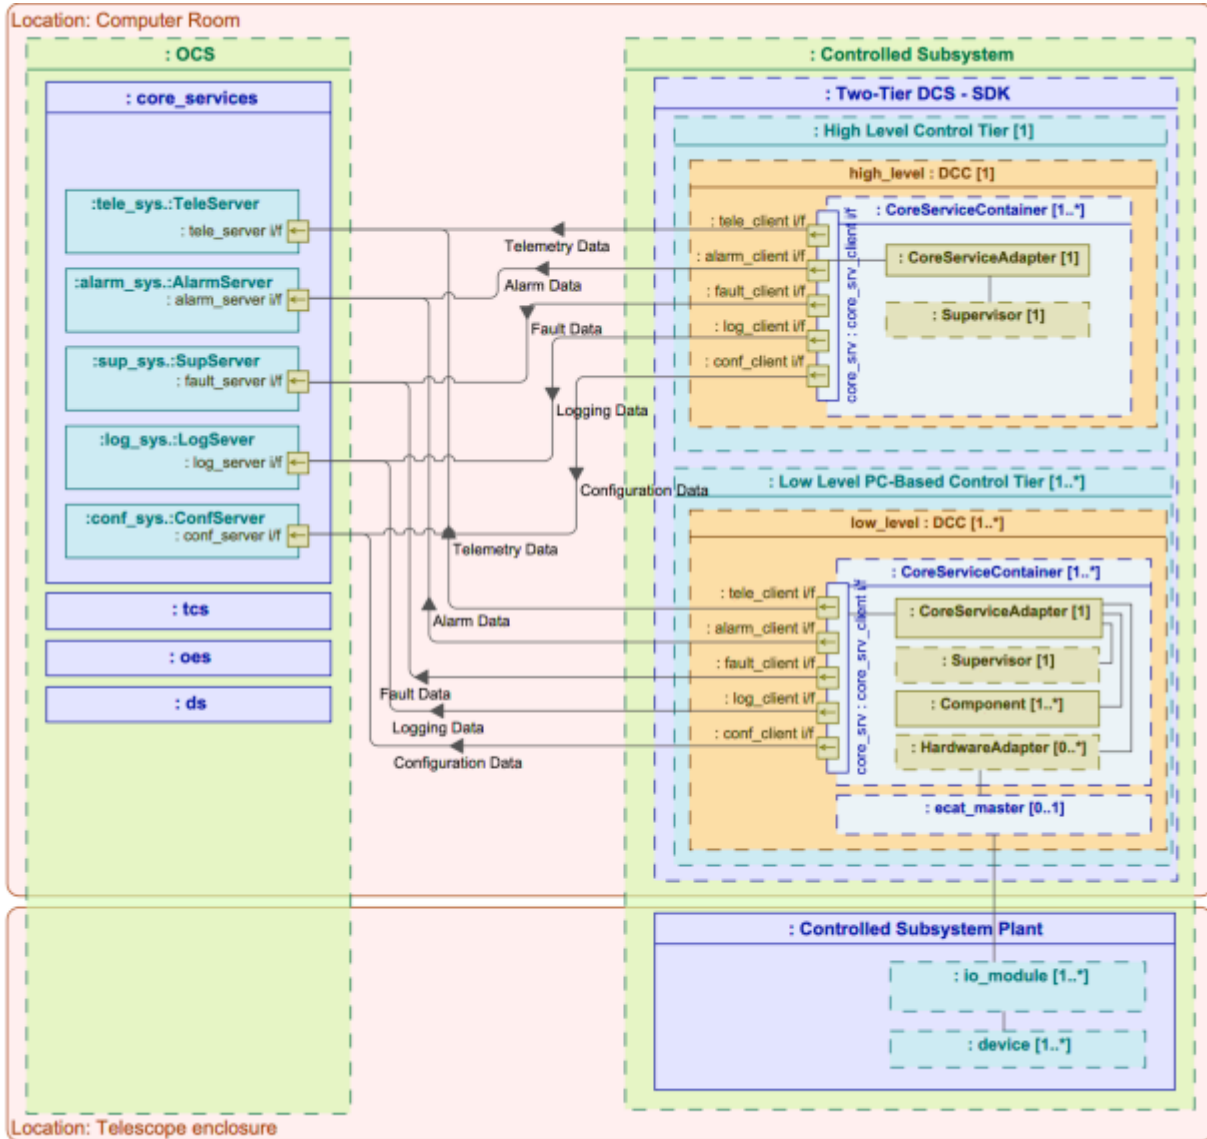 Location: Computer Room
: OCS
: core_services
:tele_sys.:TeleServer
: tele_server i/f
:alarm_sys.:AlarmServer
: alarm_server i/f
:sup_sys.:SupServer
: fault_server i/f
:log_sys.:LogSever
: log_server i/f
:conf_sys.:ConfServer
: conf_server i/f
: tcs
: oes
: ds
Telemetry Data
Alarm Data
Fault Data
Logging Data
Configuration Data
Telemetry Data
Alarm Data
Fault Data
Logging Data
Configuration Data
: Controlled Subsystem
: Two-Tier DCS - SDK
: High Level Control Tier [1]
high_level : DCC [1]
: tele_client i/f
: alarm_client i/f
: fault_client i/f
: log_client i/f
: conf_client i/f
core_srv : core_srv_client i/f
: CoreServiceContainer [1..*]
: CoreServiceAdapter [1]
: Supervisor [1]
: Low Level PC-Based Control Tier [1..*]
low_level : DCC [1..*]
: tele_client i/f
: alarm_client i/f
: fault_client i/f
: log_client i/f
: conf_client i/f
core_srv : core_srv_client i/f
: CoreServiceContainer [1..*]
: CoreServiceAdapter [1]
: Supervisor [1]
: Component [1..*]
: HardwareAdapter [0..*]
: ecat_master [0..1]
: Controlled Subsystem Plant
: io_module [1..*]
: device [1..*]
Location: Telescope enclosure